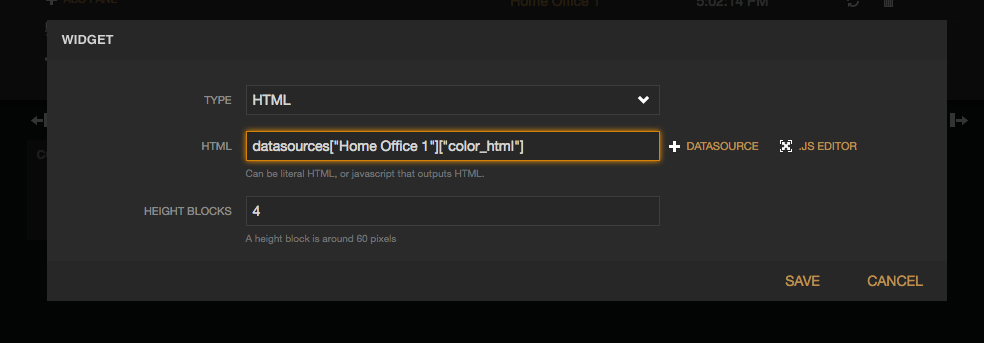 ADD PANE
Home Office 1 5:02:14 PM
WIDGET
TYPE HTML
HTML datasources["Home Office 1"]["color_html"] DATASOURCE .JS EDITOR
Can be literal HTML, or javascript that outputs HTML.
HEIGHT BLOCKS 4
A height block is around 60 pixels
SAVE CANCEL